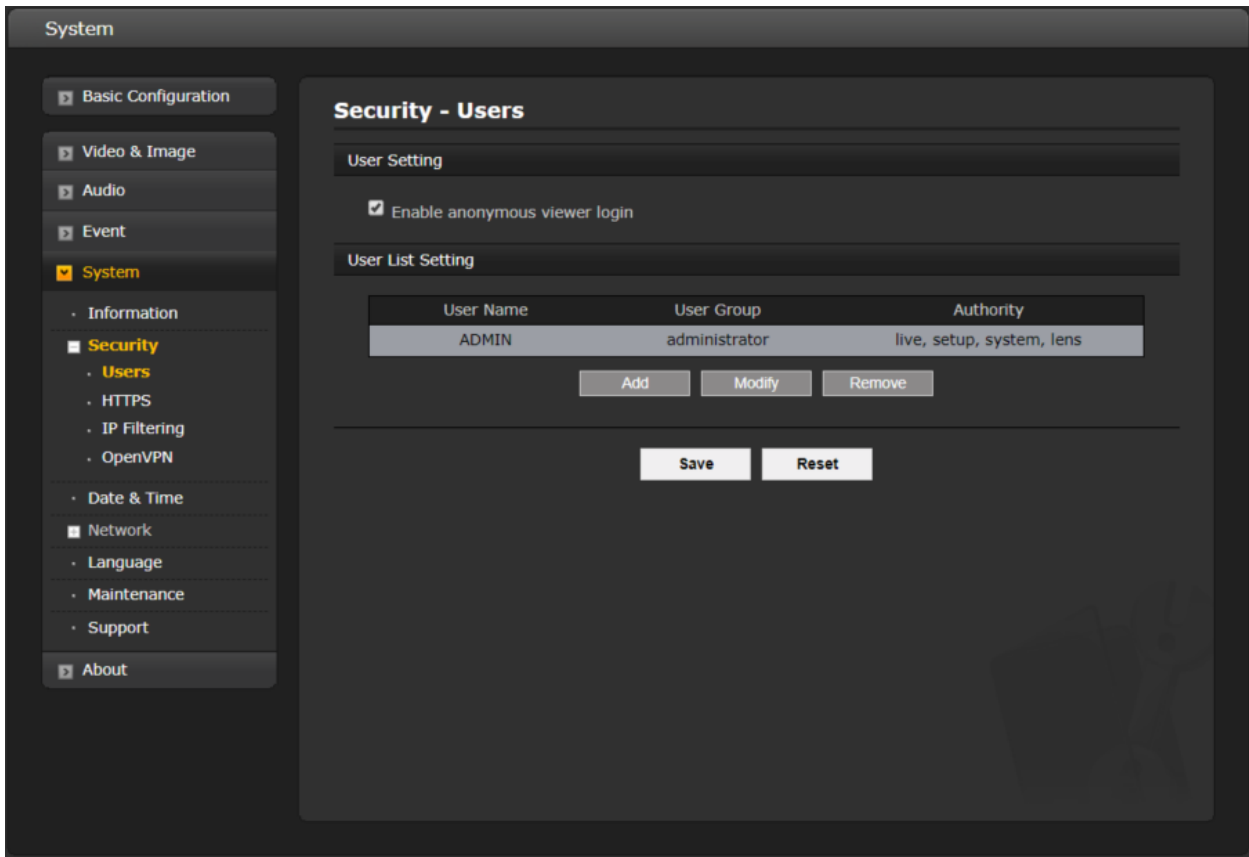 System
Basic Configuration
Video & Image
Audio
Event
System
Information
Security
Users
HTTPS
IP Filtering
OpenVPN
Date & Time
Network
Language
Maintenance
Support
About
Security - Users
User Setting
Enable anonymous viewer login
User List Setting
User Name User Group Authority
ADMIN administrator live, setup, system, lens
Add Modify Remove
Save Reset